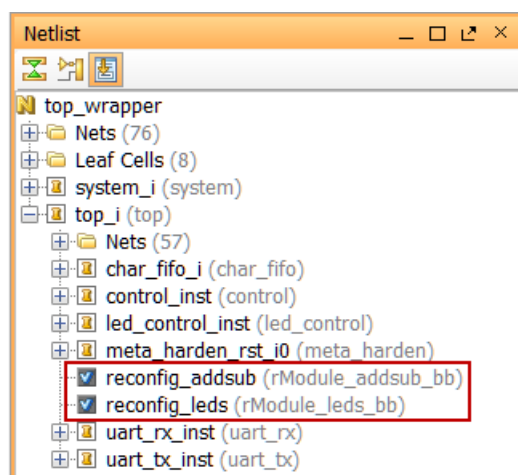 Netlist
top_wrapper
Nets (76)
Leaf Cells (8)
system_i (system)
top_i (top)
Nets (57)
char_fifo_i (char_fifo)
control_inst (control)
led_control_inst (led_control)
meta_harden_rst_i0 (meta_harden)
reconfig_addsub (rModule_addsub_bb)
reconfig_leds (rModule_leds_bb)
uart_rx_inst (uart_rx)
uart_tx_inst (uart_tx)